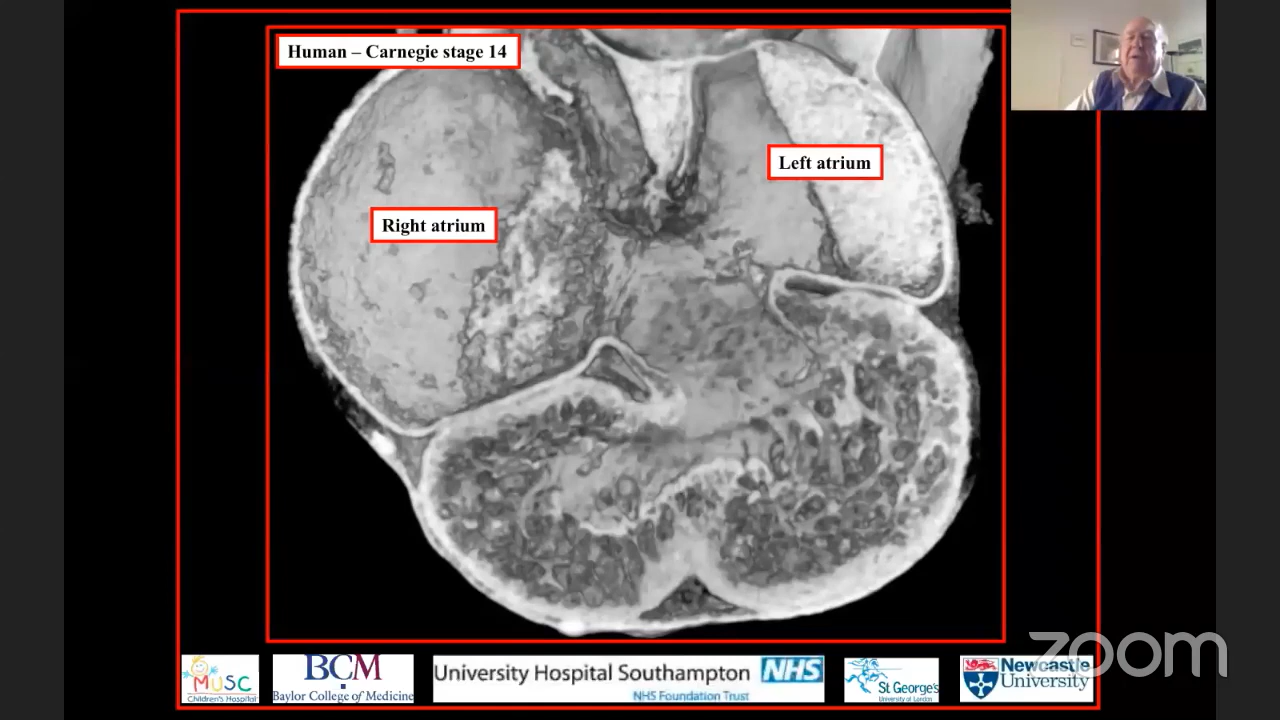 Human – Carnegie stage 14
Left atrium
Right atrium
MUSC
Children's Hospital
BCM
Baylor College of Medicine
University Hospital Southampton NHS
NHS Foundation Trust
St George's
University of London
Newcastle
University
zoom